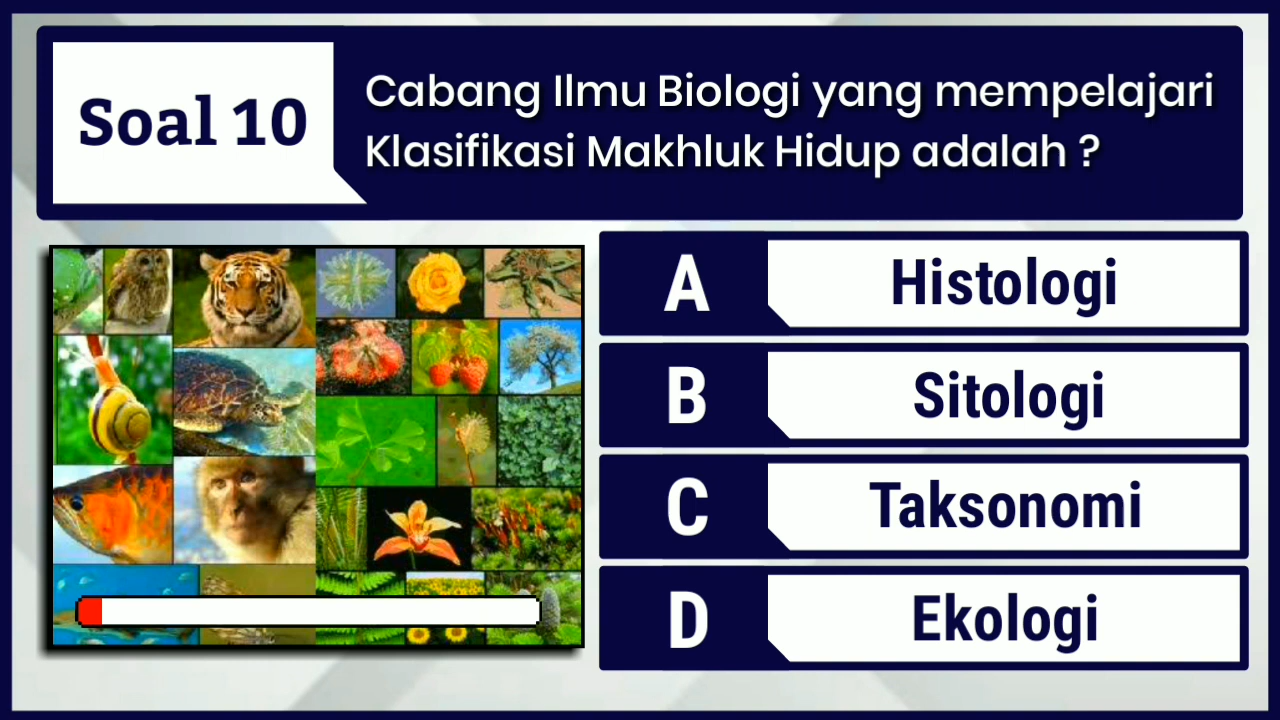 Soal 10
Cabang Ilmu Biologi yang mempelajari
Klasifikasi Makhluk Hidup adalah ?
A
Histologi
B
Sitologi
C
Taksonomi
D
Ekologi